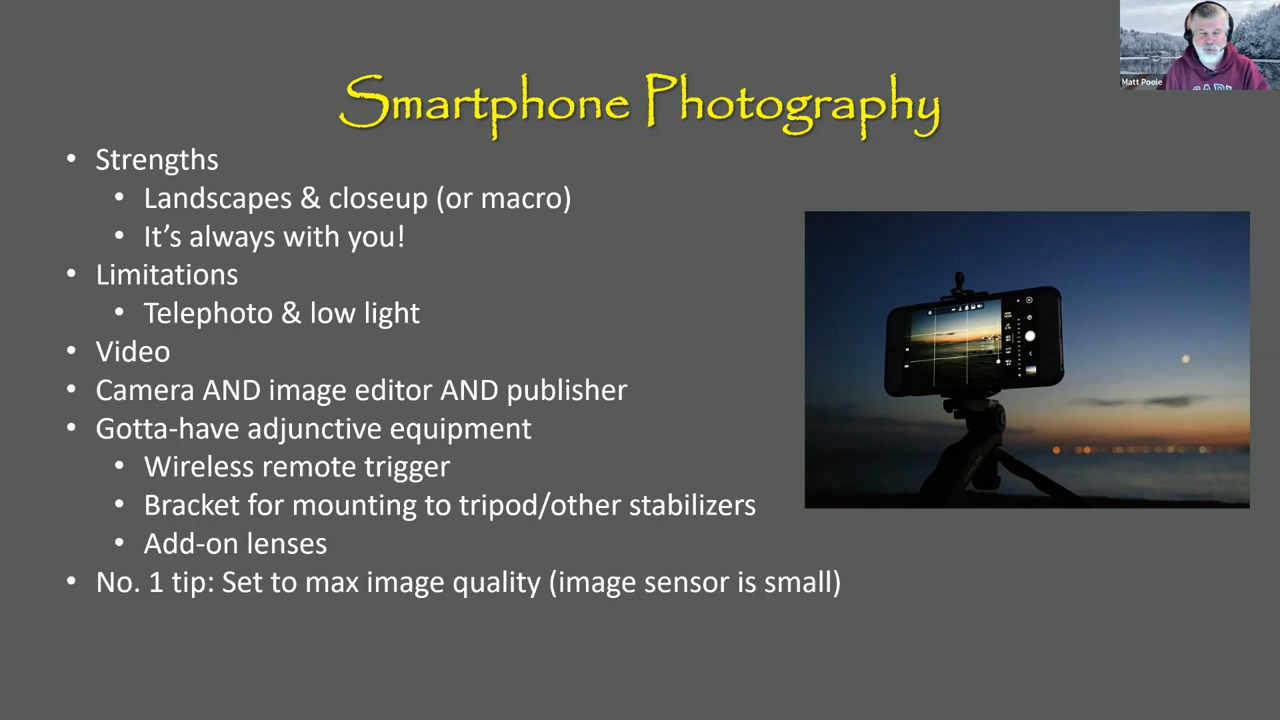 Matt Poole
Smartphone Photography
• Strengths
• Landscapes & closeup (or macro)
• It’s always with you!
• Limitations
• Telephoto & low light
• Video
• Camera AND image editor AND publisher
• Gotta-have adjunctive equipment
• Wireless remote trigger
• Bracket for mounting to tripod/other stabilizers
• Add-on lenses
• No. 1 tip: Set to max image quality (image sensor is small)